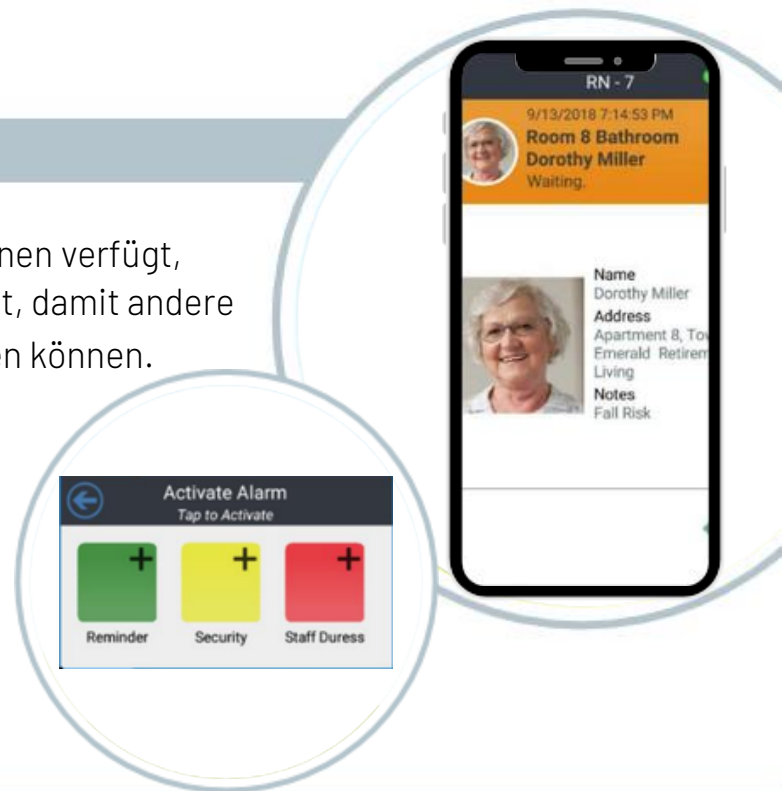 RN - 7
9/13/2018 7:14:53 PM
Room 8 Bathroom
Dorothy Miller
Waiting.
nen verfügt,
t, damit andere
en können.
Name
Dorothy Miller
Address
Apartment 8, To
Emerald Retirem
Living
Notes
Fall Risk
Activate Alarm
Tap to Activate
Reminder
Security
Staff Duress